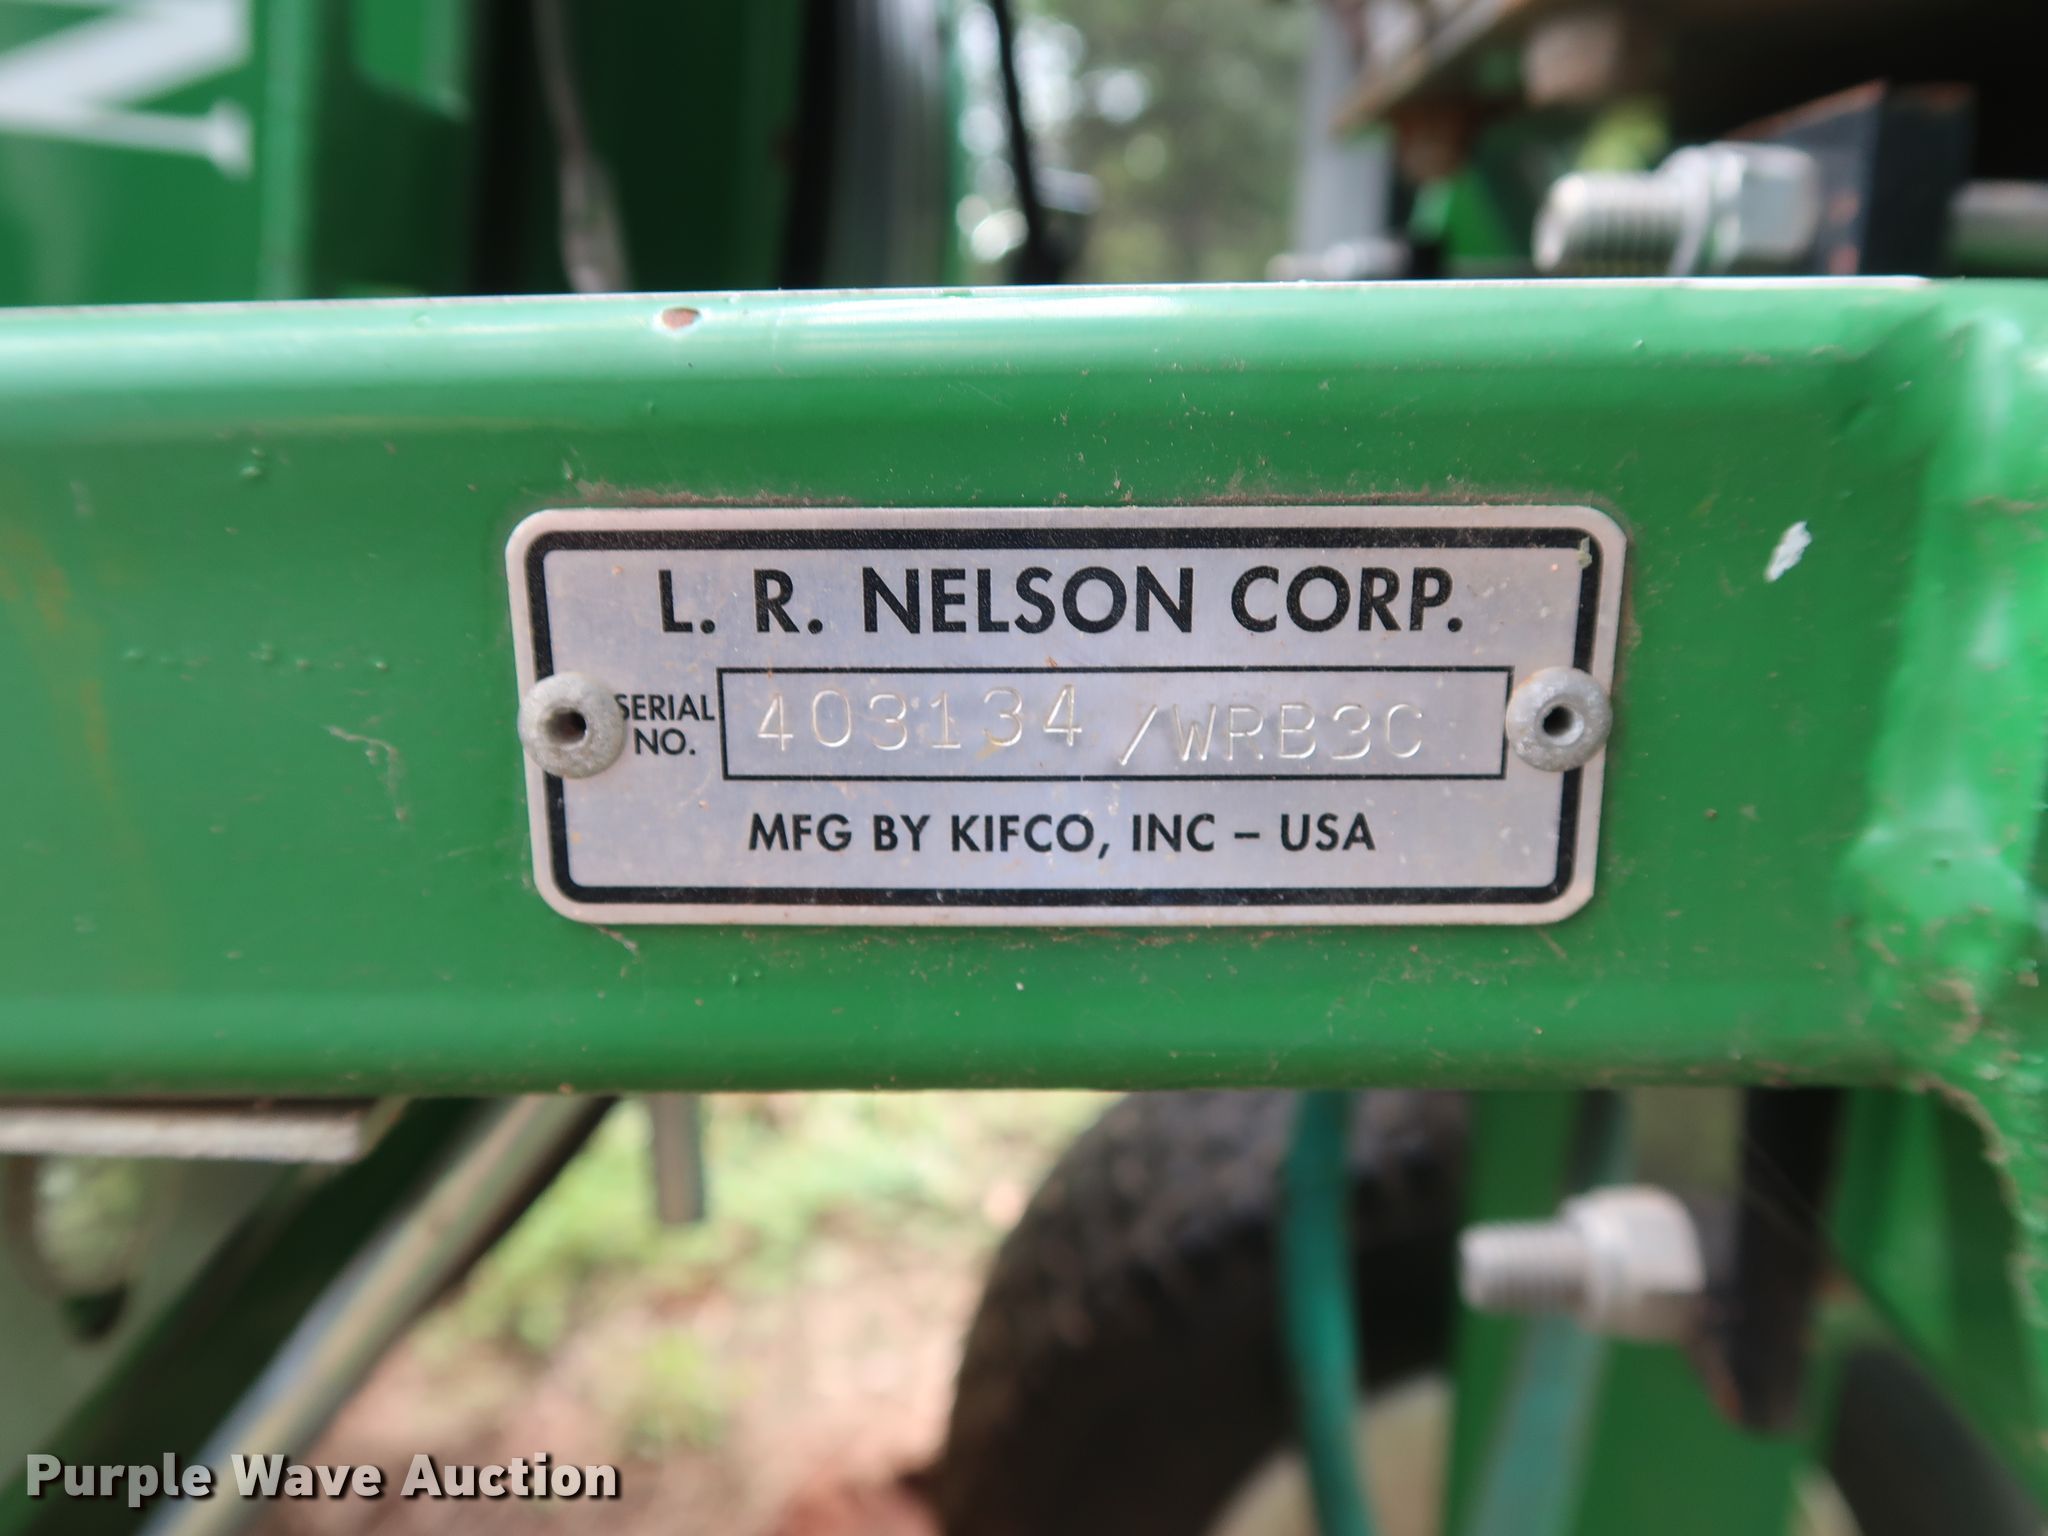 L. R. NELSON CORP.
SERIAL NO.
403134/WRB3C
MFG BY KIFCO, INC – USA
Purple Wave Auction